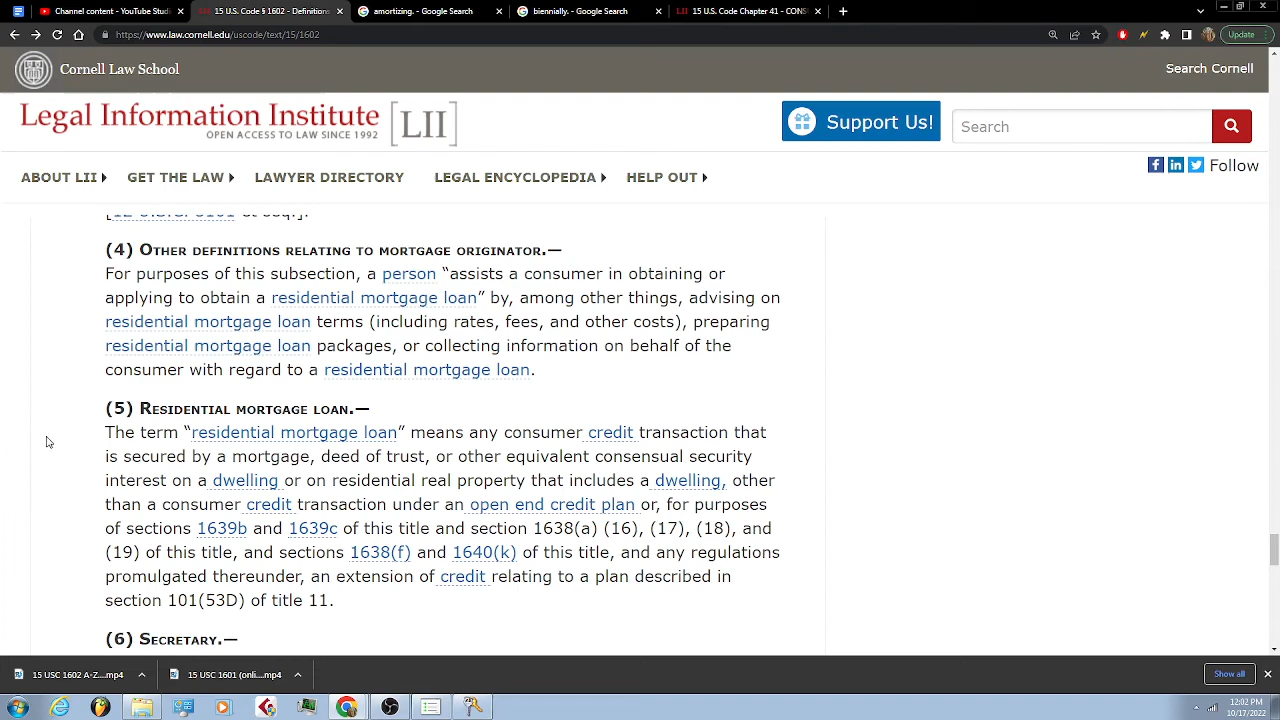 Content - YouTube Studi
15 U.S. Code § 1602 - Definitions
amortizing. - Google Search
biennially. - Google Search
LII
15 U.S. Code Chapter 41 - CONS
https://www.law.cornell.edu/uscode/text/15/1602
Update
Cornell Law School
Search Cornell
Legal Information Institute
OPEN ACCESS TO LAW SINCE 1992
[LII]
Support Us!
Search
Follow
ABOUT LII
GET THE LAW
LAWYER DIRECTORY
LEGAL ENCYCLOPEDIA
HELP OUT
(4) Other definitions relating to mortgage originator.—
For purposes of this subsection, a person “assists a consumer in obtaining or
applying to obtain a residential mortgage loan” by, among other things, advising on
residential mortgage loan terms (including rates, fees, and other costs), preparing
residential mortgage loan packages, or collecting information on behalf of the
consumer with regard to a residential mortgage loan.
(5) Residential mortgage loan.—
The term “residential mortgage loan” means any consumer credit transaction that
is secured by a mortgage, deed of trust, or other equivalent consensual security
interest on a dwelling or on residential real property that includes a dwelling, other
than a consumer credit transaction under an open end credit plan or, for purposes
of sections 1639b and 1639c of this title and section 1638(a) (16), (17), (18), and
(19) of this title, and sections 1638(f) and 1640(k) of this title, and any regulations
promulgated thereunder, an extension of credit relating to a plan described in
section 101(53D) of title 11.
(6) Secretary.—
15 USC 1602 A-Z....mp4
15 USC 1601 (onli....mp4
Show all
12:02 PM
10/17/2022